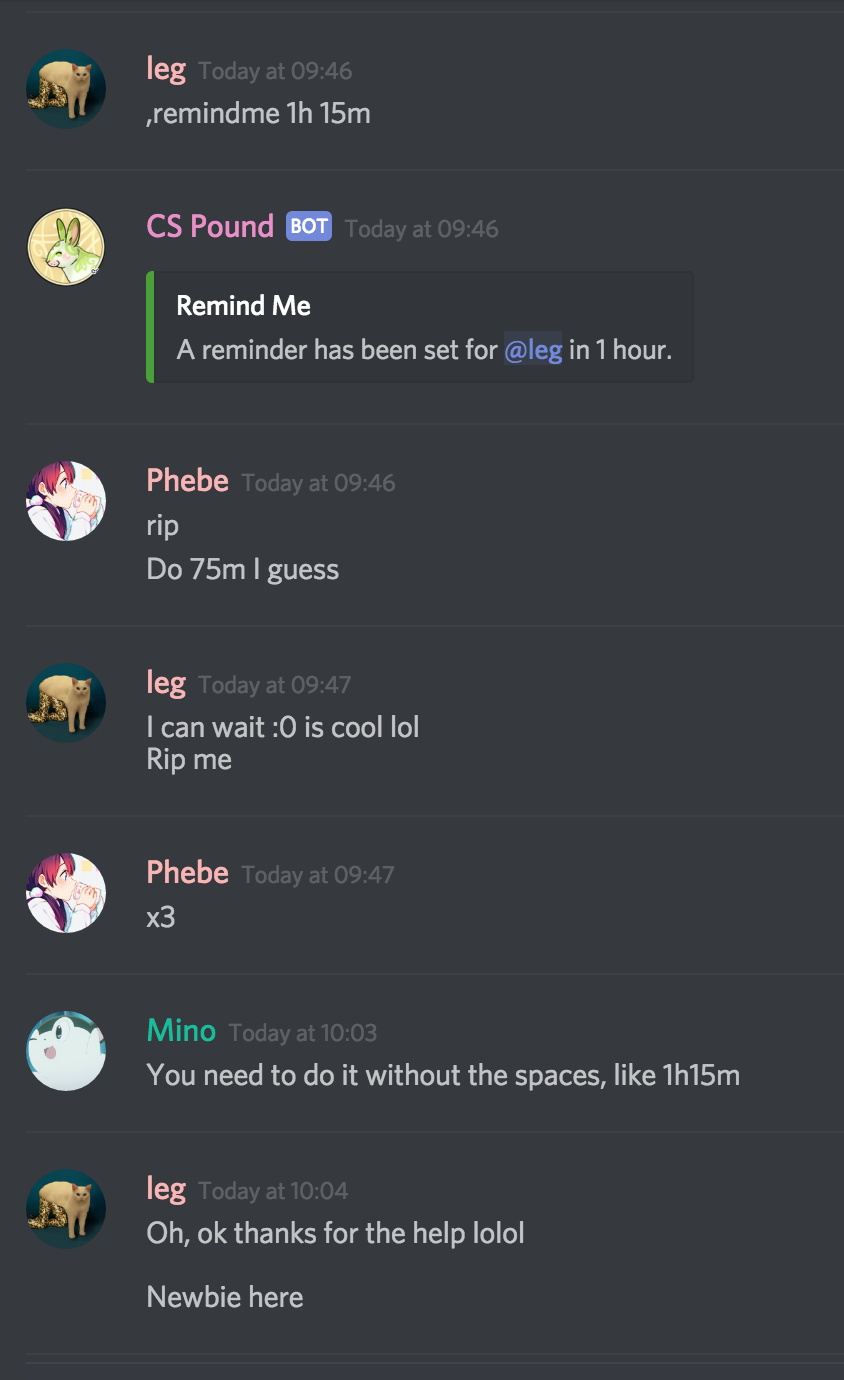 leg Today at 09:46
,remindme 1h 15m
CS Pound BOT Today at 09:46
Remind Me
A reminder has been set for @leg in 1 hour.
Phebe Today at 09:46
rip
Do 75m I guess
leg Today at 09:47
I can wait :0 is cool lol
Rip me
Phebe Today at 09:47
x3
Mino Today at 10:03
You need to do it without the spaces, like 1h15m
leg Today at 10:04
Oh, ok thanks for the help lolol
Newbie here